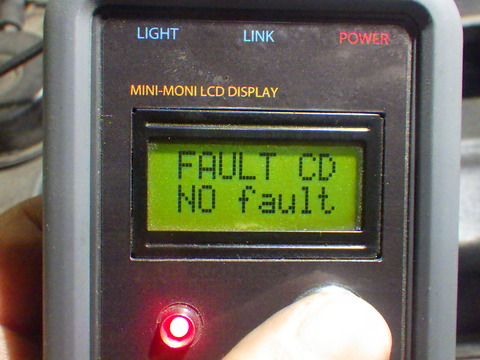 LIGHT LINK POWER
MINI-MONI LCD DISPLAY
FAULT CD
NO fault